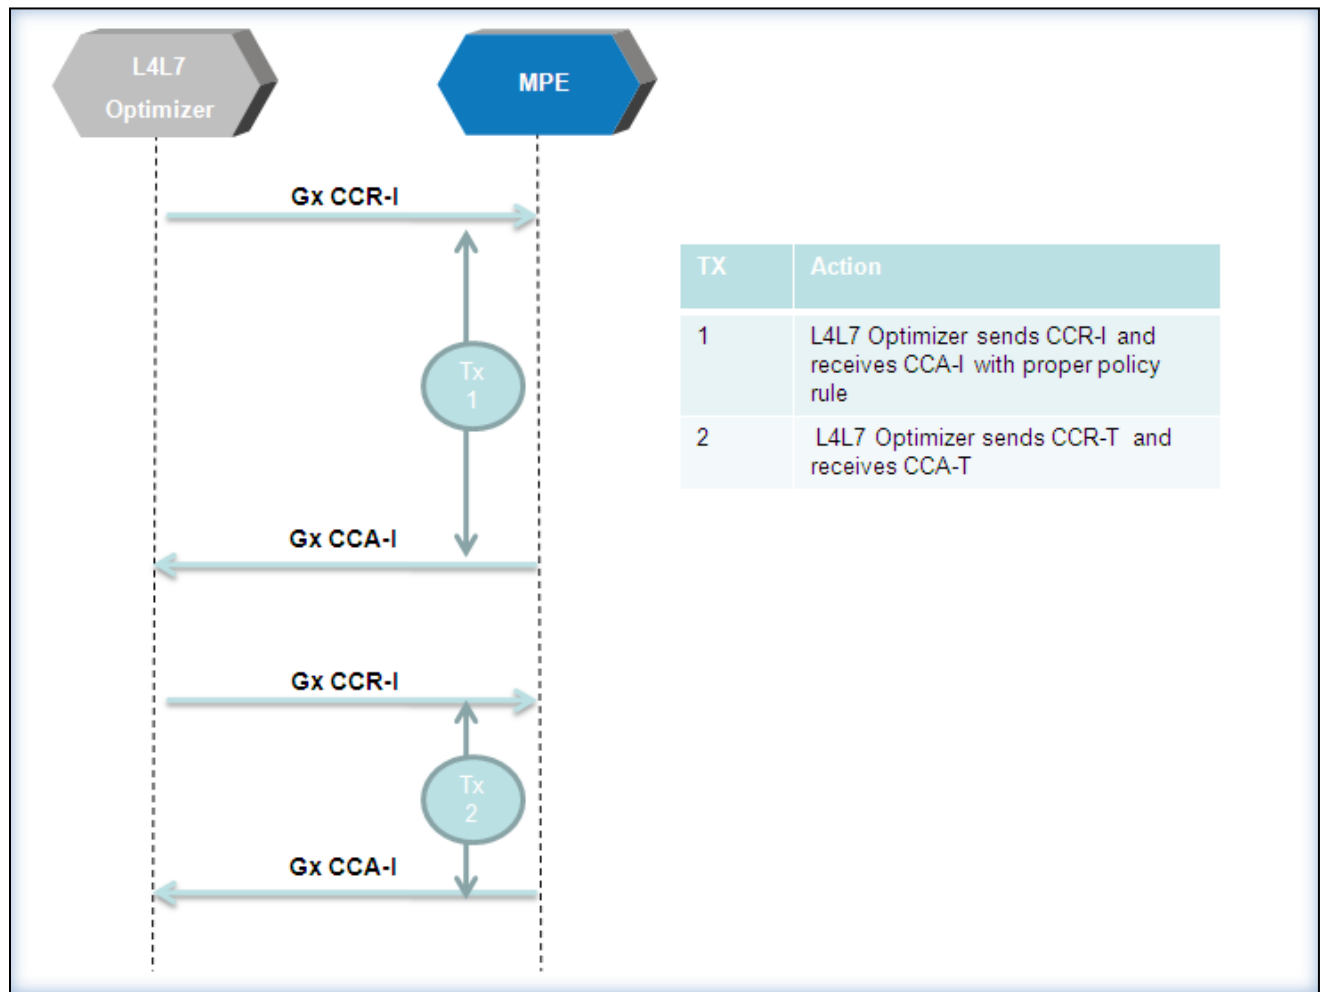 L4L7
Optimizer
MPE
Gx CCR-I
Tx
1
Gx CCA-I
Gx CCR-I
Tx
2
Gx CCA-I
TX Action
1 L4L7 Optimizer sends CCR-I and
receives CCA-I with proper policy
rule
2 L4L7 Optimizer sends CCR-T and
receives CCA-T